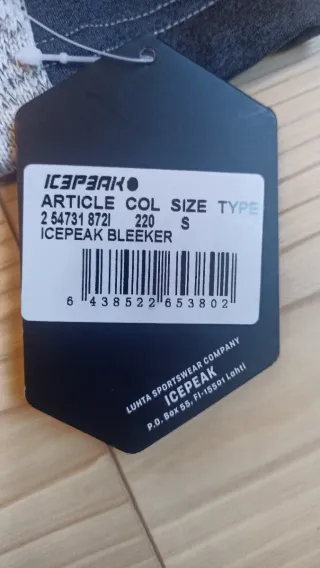 ICEPEAK
ARTICLE COL SIZE TYPE
2 54731 872I 220 S
ICEPEAK BLEEKER
6 438522 653802
LUHTA SPORTSWEAR COMPANY
ICEPEAK
P.O. Box 55, FI-15501 Lahti